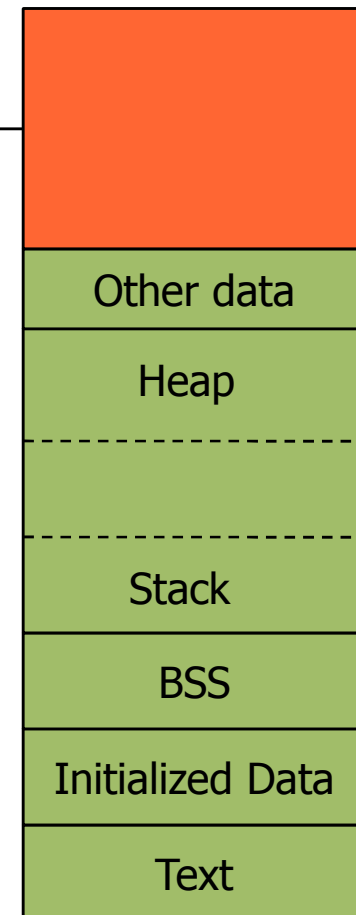 Other data
Heap
Stack
BSS
Initialized Data
Text